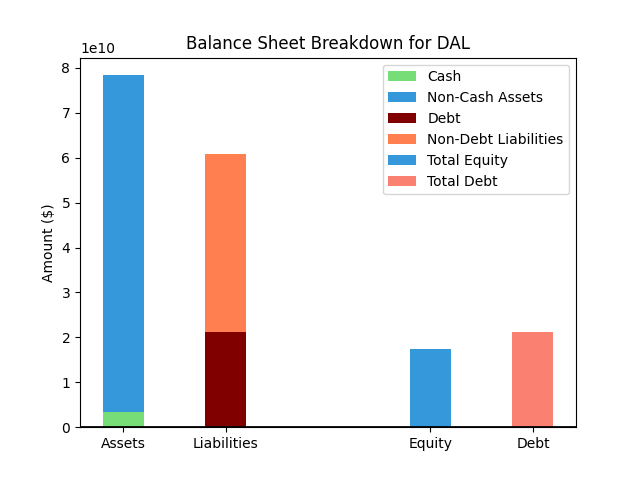 Balance Sheet Breakdown for DAL
1e10
8
7
6
5
4
3
2
1
0
Amount ($)
Cash
Non-Cash Assets
Debt
Non-Debt Liabilities
Total Equity
Total Debt
Assets
Liabilities
Equity
Debt